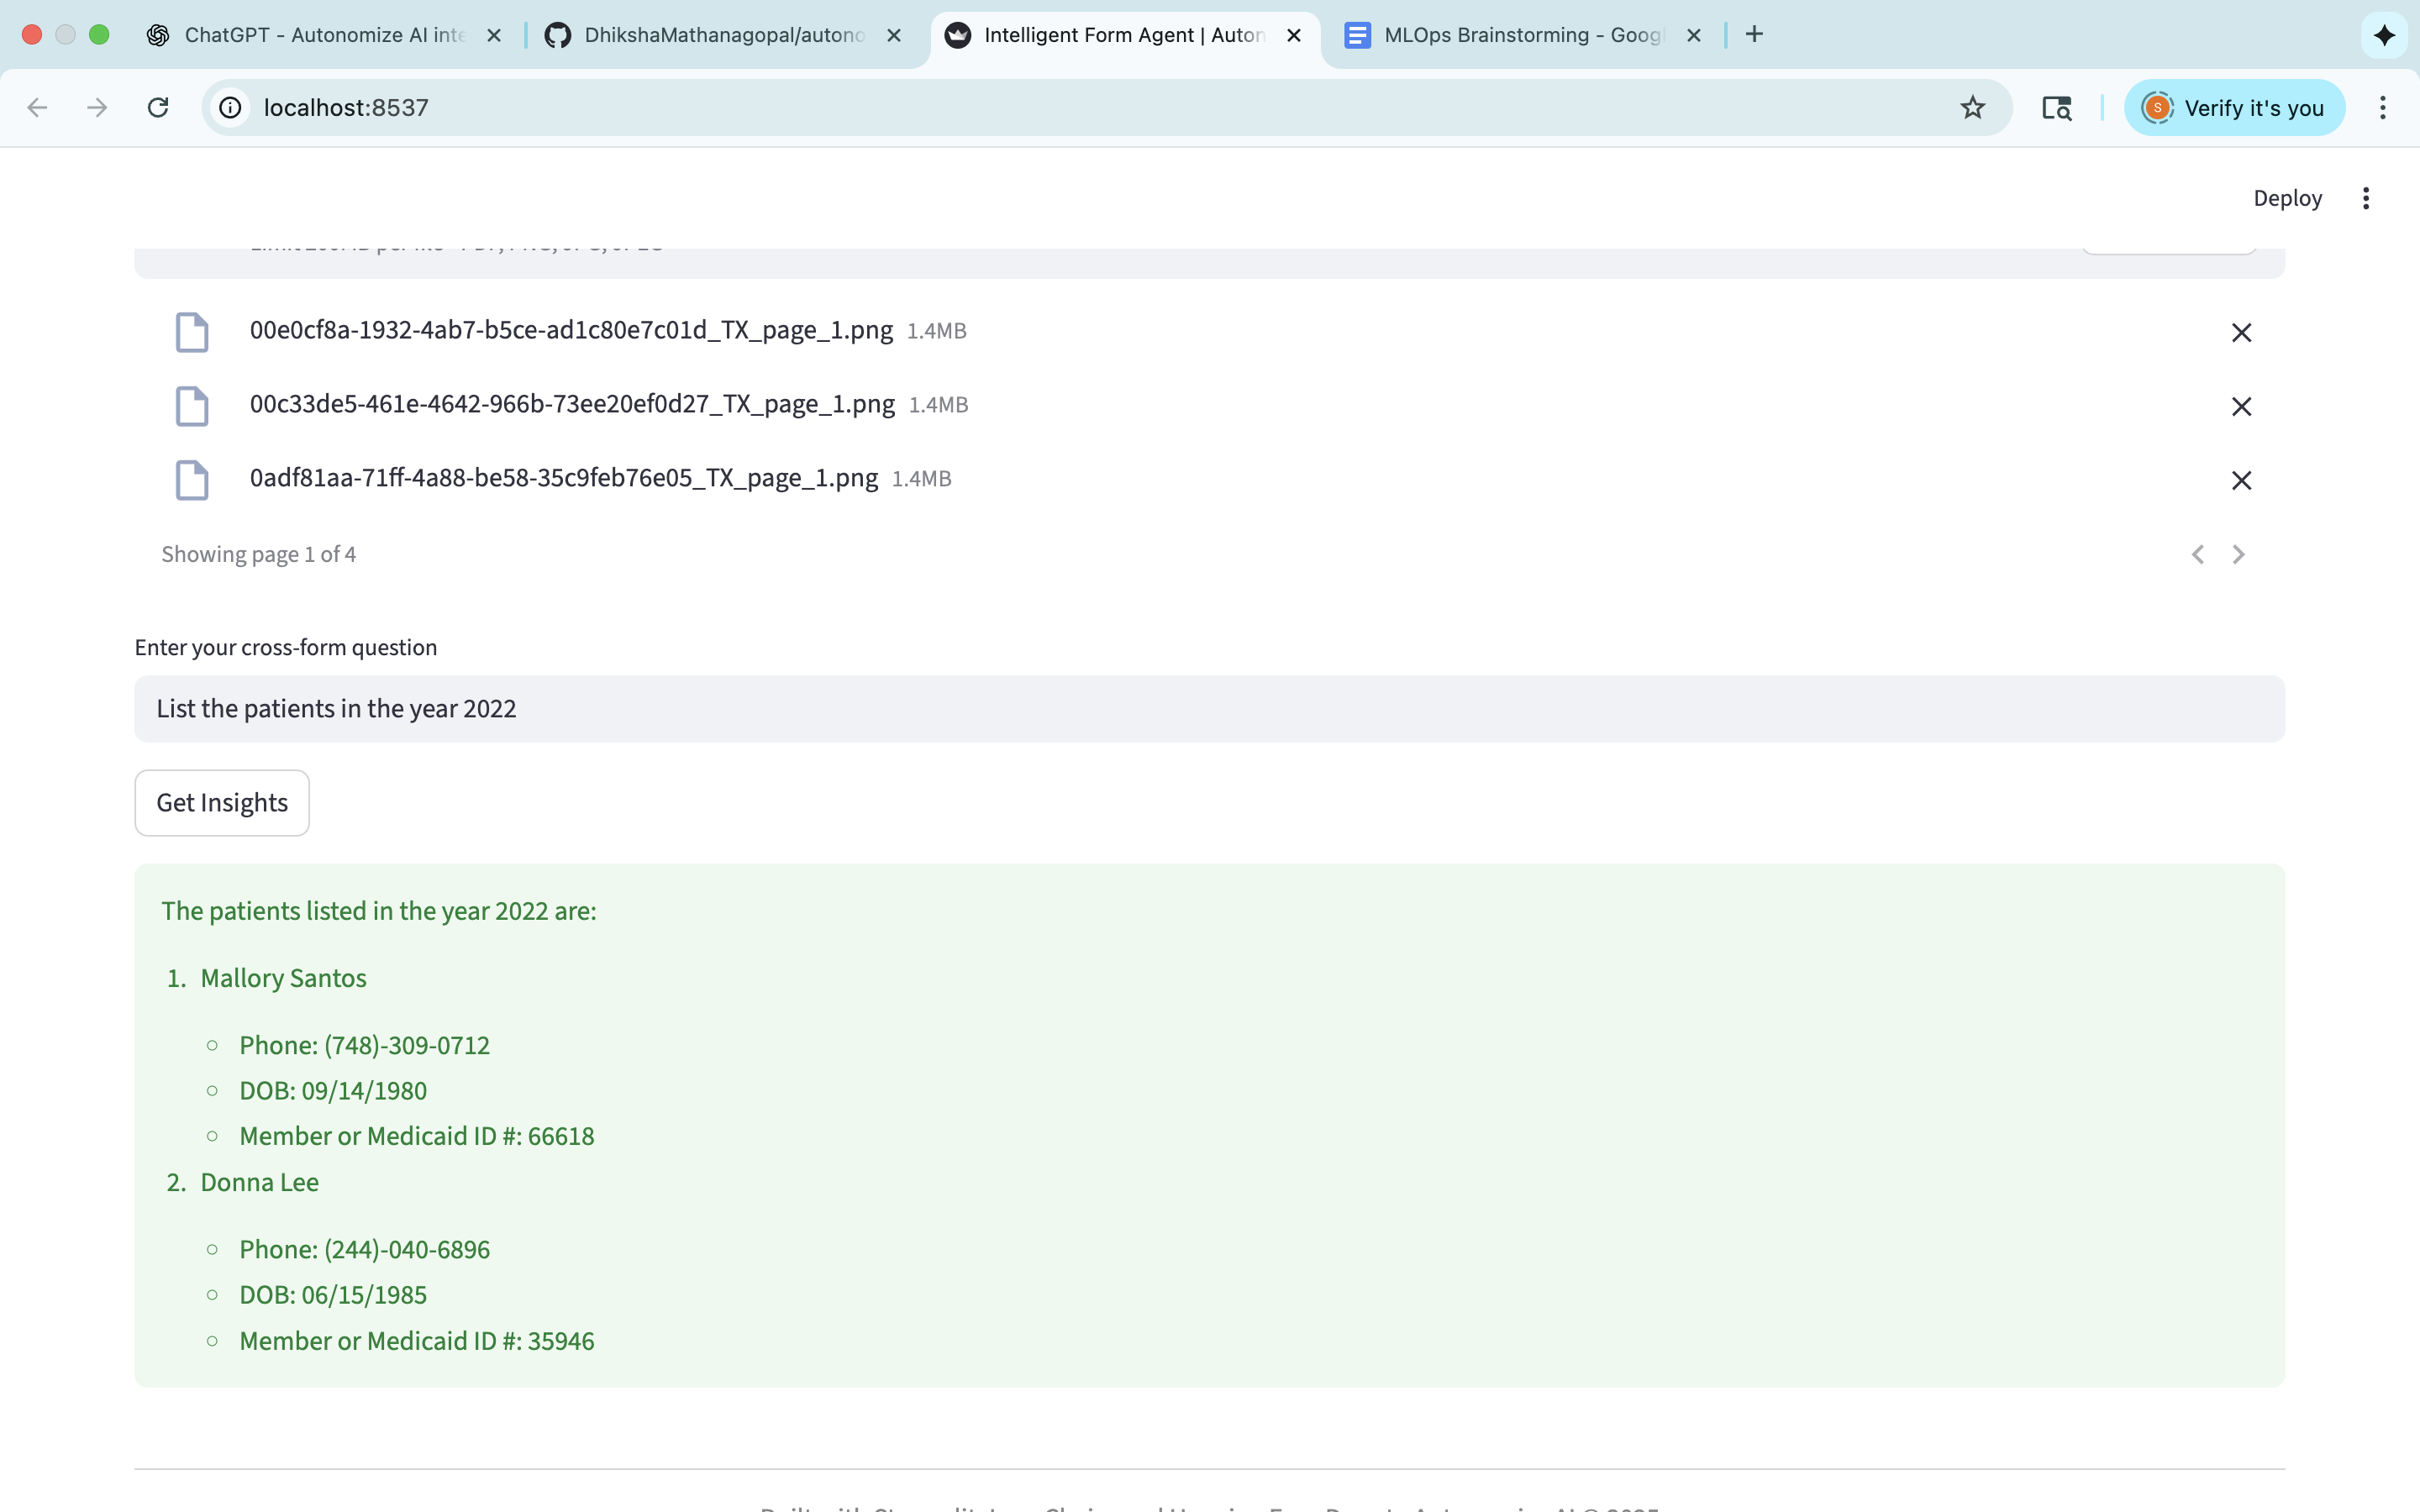 ChatGPT - Autonomize AI inte
DhikshaMathanagopal/autono
Intelligent Form Agent | Auton
MLOps Brainstorming - Goog
localhost:8537
S
Verify it's you
Deploy
00e0cf8a-1932-4ab7-b5ce-ad1c80e7c01d_TX_page_1.png 1.4MB
00c33de5-461e-4642-966b-73ee20ef0d27_TX_page_1.png 1.4MB
0adf81aa-71ff-4a88-be58-35c9feb76e05_TX_page_1.png 1.4MB
Showing page 1 of 4
Enter your cross-form question
List the patients in the year 2022
Get Insights
The patients listed in the year 2022 are:
1. Mallory Santos
Phone: (748)-309-0712
DOB: 09/14/1980
Member or Medicaid ID #: 66618
2. Donna Lee
Phone: (244)-040-6896
DOB: 06/15/1985
Member or Medicaid ID #: 35946